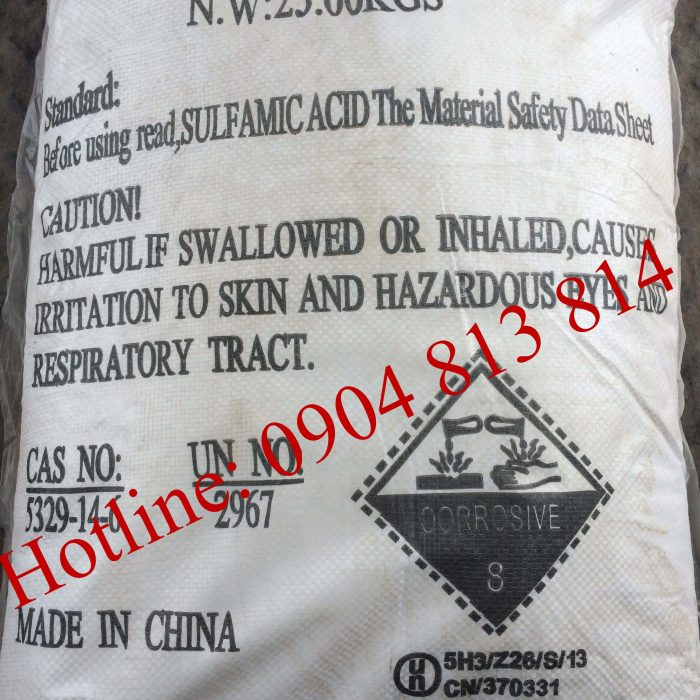 N.W:25.00KGS
Standard:
Before using read,SULFAMIC ACID The Material Safety Data Sheet
CAUTION!
HARMFUL IF SWALLOWED OR INHALED,CAUSES
IRRITATION TO SKIN AND HAZARDOUS EYES AND
RESPIRATORY TRACT.
CAS NO: UN NO.
5329-14-6 2967
Hotline: 0904 813 814
CORROSIVE
8
MADE IN CHINA
5H3/Z26/S/13
CN/370331